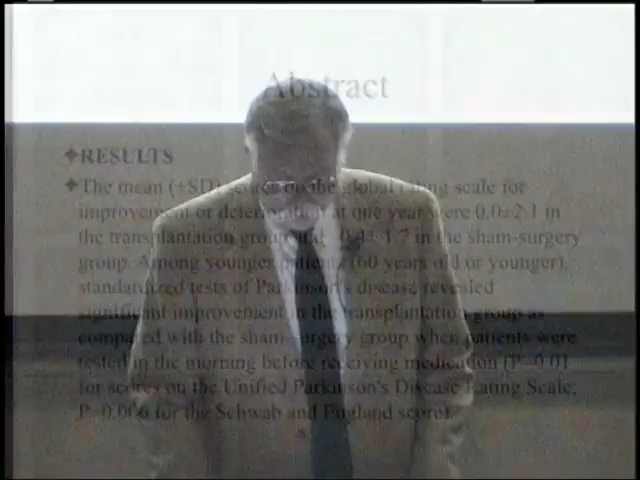 Abstract
RESULTS
The mean (±SD) scores on the global rating scale for
improvement or deterioration at one year were 0.0±2.1 in
the transplantation group and -0.4±1.7 in the sham-surgery
group. Among younger patients (60 years old or younger),
standardized tests of Parkinson's disease revealed
significant improvement in the transplantation group as
compared with the sham-surgery group when patients were
tested in the morning before receiving medication (P=0.01
for scores on the Unified Parkinson's Disease Rating Scale;
P=0.006 for the Schwab and England score).